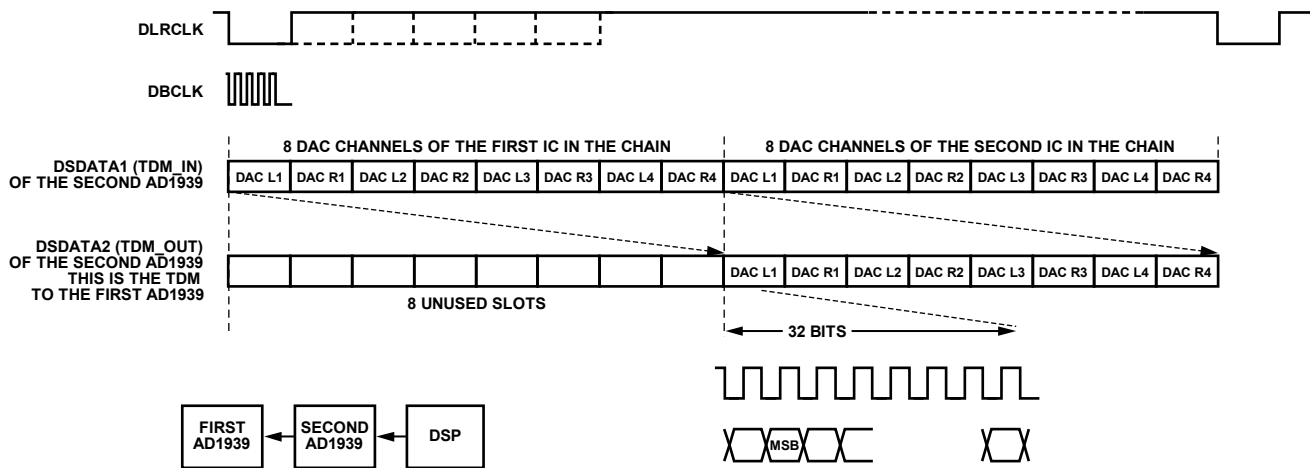 DLRCLK
DBCLK
8 DAC CHANNELS OF THE FIRST IC IN THE CHAIN
8 DAC CHANNELS OF THE SECOND IC IN THE CHAIN
DSDATA1 (TDM_IN)
OF THE SECOND AD1939
DAC L1 DAC R1 DAC L2 DAC R2 DAC L3 DAC R3 DAC L4 DAC R4 DAC L1 DAC R1 DAC L2 DAC R2 DAC L3 DAC R3 DAC L4 DAC R4
DSDATA2 (TDM_OUT)
OF THE SECOND AD1939
THIS IS THE TDM
TO THE FIRST AD1939
DAC L1 DAC R1 DAC L2 DAC R2 DAC L3 DAC R3 DAC L4 DAC R4
8 UNUSED SLOTS
32 BITS
FIRST
AD1939
SECOND
AD1939
DSP
MSB